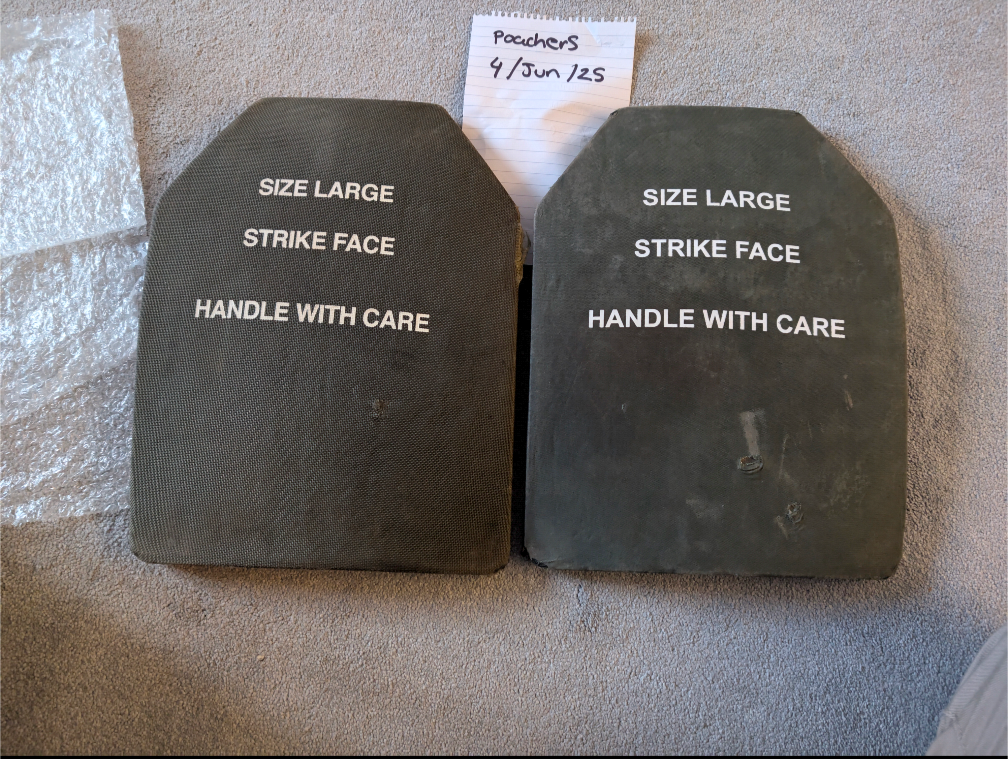 Poachers
4/Jun/25
SIZE LARGE
STRIKE FACE
HANDLE WITH CARE
SIZE LARGE
STRIKE FACE
HANDLE WITH CARE